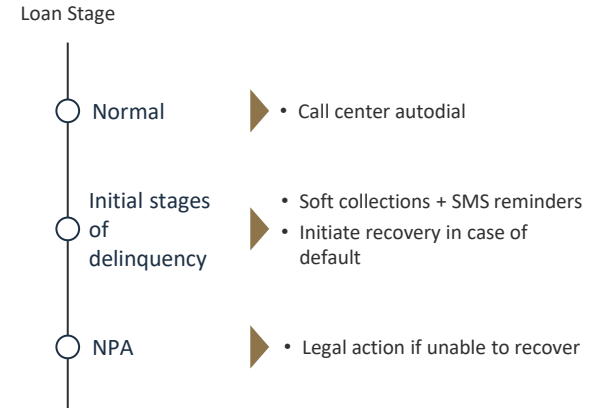 Loan Stage
Normal
• Call center autodial
Initial stages
of
delinquency
• Soft collections + SMS reminders
• Initiate recovery in case of
default
NPA
• Legal action if unable to recover